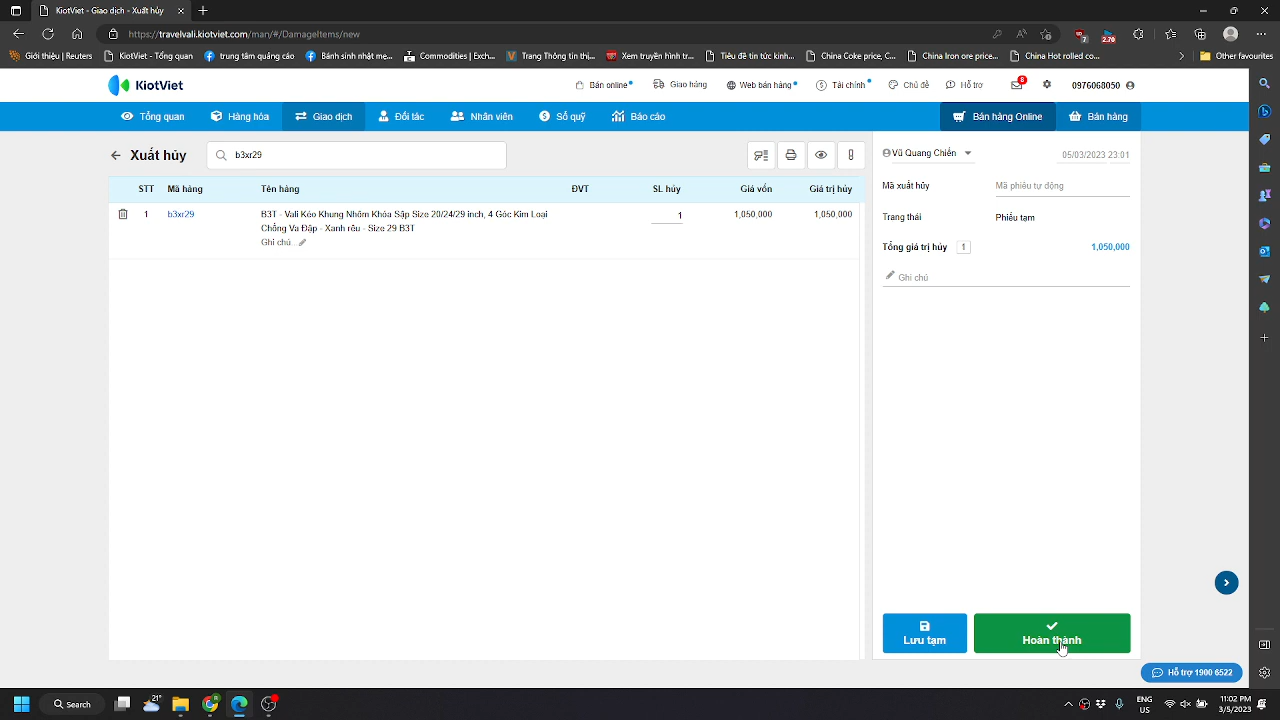 KiotViet - Giao dịch - Xuất hủy
https://travelvali.kiotviet.com/man/#/DamageItems/new
2
2.76
Giới thiệu | Reuters
KiotViet - Tổng quan
trung tâm quảng cáo
Bánh sinh nhật mẹ...
Commodities | Exch...
Trang Thông tin thị...
Xem truyền hình tr...
Tiêu đề tin tức kinh...
China Coke price, C...
China Iron ore price...
China Hot rolled co...
Other favourites
KiotViet
Bán online
Giao hàng
Web bán hàng
Tài chính
Chủ đề
Hỗ trợ
8
0976068050
Tổng quan
Hàng hóa
Giao dịch
Đối tác
Nhân viên
Sổ quỹ
Báo cáo
Bán hàng Online
Bán hàng
Xuất hủy
b3xr29
STT Mã hàng Tên hàng ĐVT SL hủy Giá vốn Giá trị hủy
1 b3xr29 B3T - Vali Kéo Khung Nhôm Khóa Sập Size 20/24/29 inch, 4 Góc Kim Loại 1 1,050,000 1,050,000
Chống Va Đập - Xanh rêu - Size 29 B3T
Ghi chú...
Vũ Quang Chiến
05/03/2023 23:01
Mã xuất hủy Mã phiếu tự động
Trạng thái Phiếu tạm
Tổng giá trị hủy 1 1,050,000
Ghi chú
Lưu tạm
Hoàn thành
Hỗ trợ 1900 6522
21°
Search
ENG
US
11:02 PM
3/5/2023